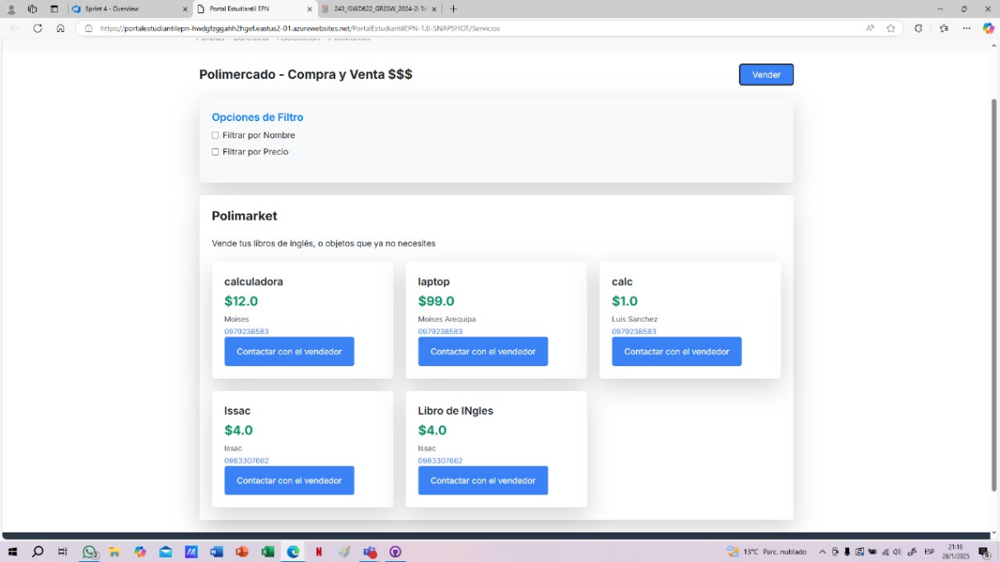 Sprint 4 - Overview
Portal Estudiantil EPN
243_ISWD622_GR2SW_2024-2: Ta
https://portalestudiantilepn-hwdgfzggahh2hgef.eastus2-01.azurewebsites.net/PortalEstudiantilEPN-1.0-SNAPSHOT/Servicios
Polimercado - Compra y Venta $$$
Vender
Opciones de Filtro
Filtrar por Nombre
Filtrar por Precio
Polimarket
Vende tus libros de inglés, o objetos que ya no necesites
calculadora
$12.0
Moises
0979238583
Contactar con el vendedor
laptop
$99.0
Moises Arequipa
0979238583
Contactar con el vendedor
calc
$1.0
Luis Sanchez
0979238583
Contactar con el vendedor
Issac
$4.0
Issac
0983307662
Contactar con el vendedor
Libro de INgles
$4.0
Issac
0983307662
Contactar con el vendedor
13°C Parc. nublado
ESP
21:16
28/1/2025